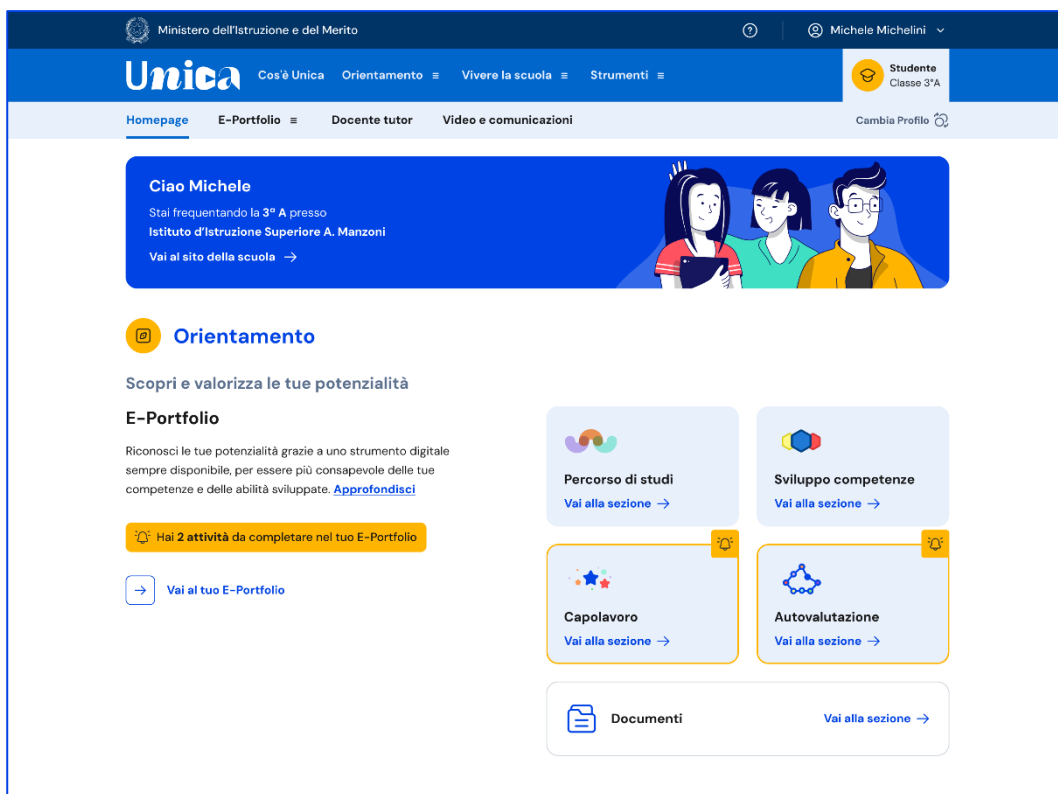 Ministero dell'Istruzione e del Merito
Michele Michelini
Unica
Cos'è Unica
Orientamento
Vivere la scuola
Strumenti
Studente
Classe 3ªA
Homepage
E-Portfolio
Docente tutor
Video e comunicazioni
Cambia Profilo
Ciao Michele
Stai frequentando la 3ª A presso
Istituto d'Istruzione Superiore A. Manzoni
Vai al sito della scuola
Orientamento
Scopri e valorizza le tue potenzialità
E-Portfolio
Riconosci le tue potenzialità grazie a uno strumento digitale
sempre disponibile, per essere più consapevole delle tue
competenze e delle abilità sviluppate. Approfondisci
Hai 2 attività da completare nel tuo E-Portfolio
Vai al tuo E-Portfolio
Percorso di studi
Vai alla sezione
Sviluppo competenze
Vai alla sezione
Capolavoro
Vai alla sezione
Autovalutazione
Vai alla sezione
Documenti
Vai alla sezione